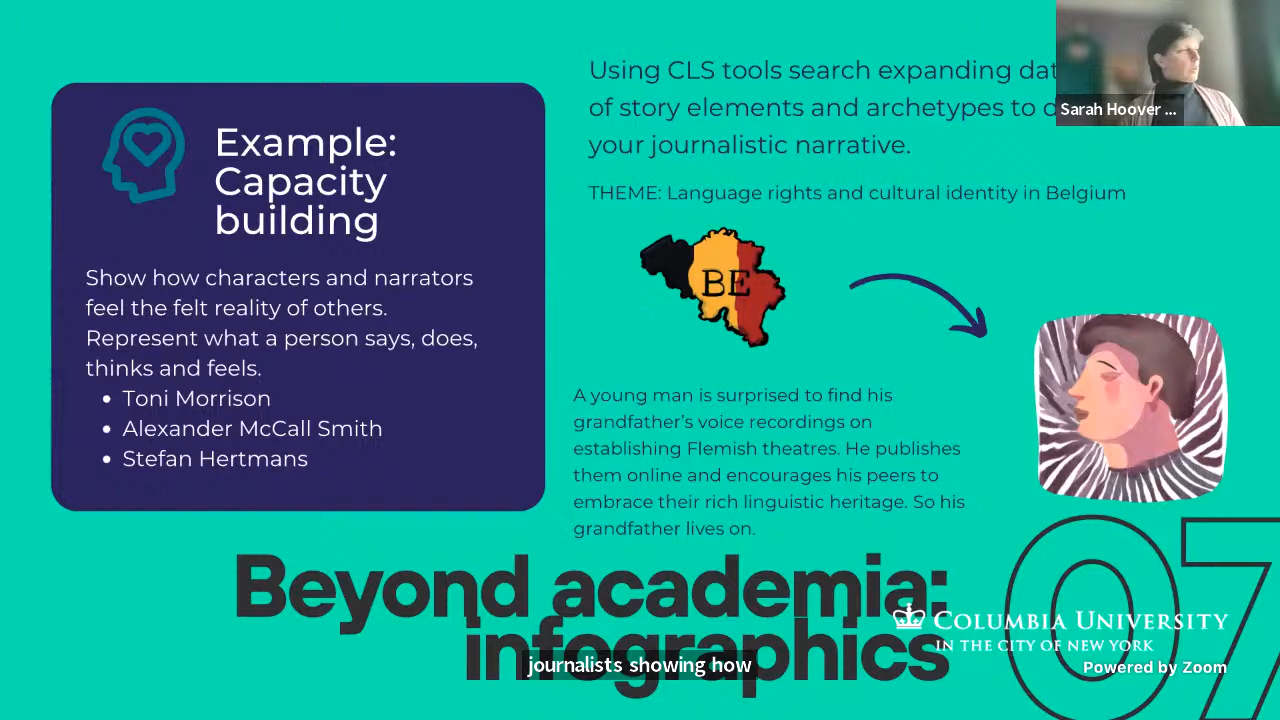 Example:
Capacity
building
Show how characters and narrators
feel the felt reality of others.
Represent what a person says, does,
thinks and feels.
• Toni Morrison
• Alexander McCall Smith
• Stefan Hertmans
Using CLS tools search expanding
of story elements and archetypes to
your journalistic narrative.
THEME: Language rights and cultural identity in Belgium
BE
A young man is surprised to find his
grandfather's voice recordings on
establishing Flemish theatres. He publishes
them online and encourages his peers to
embrace their rich linguistic heritage. So his
grandfather lives on.
Sarah Hoover ...
Beyond academia:
infographics
07
COLUMBIA UNIVERSITY
IN THE CITY OF NEW YORK
Powered by Zoom
journalists showing how